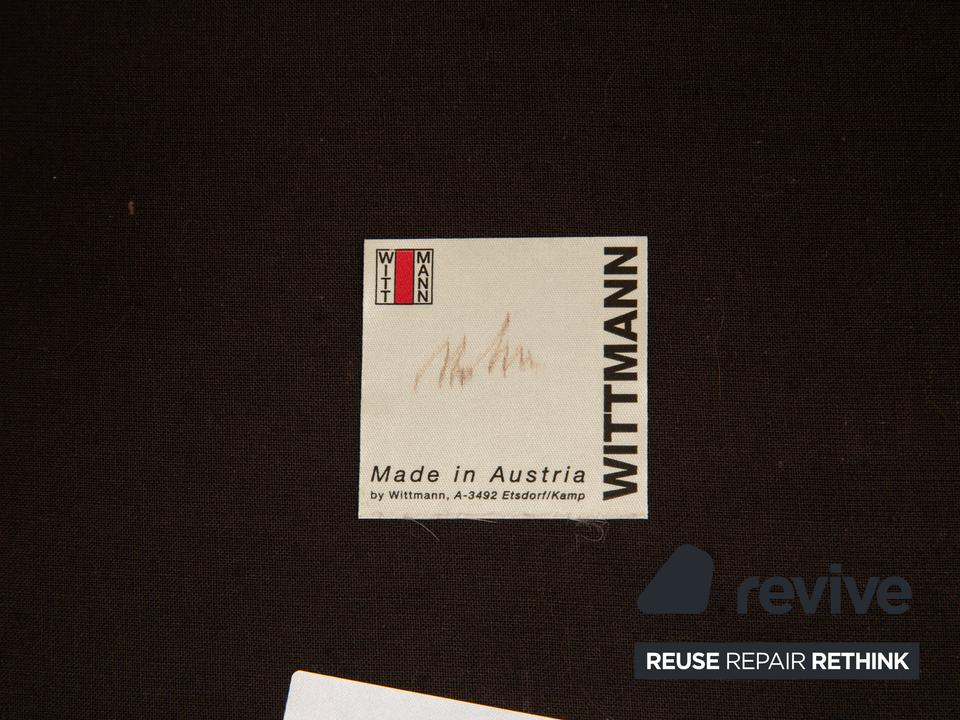 WITT MANN
WITTMANN
Made in Austria
by Wittmann, A-3492 Etsdorf/Kamp
revive
REUSE REPAIR RETHINK